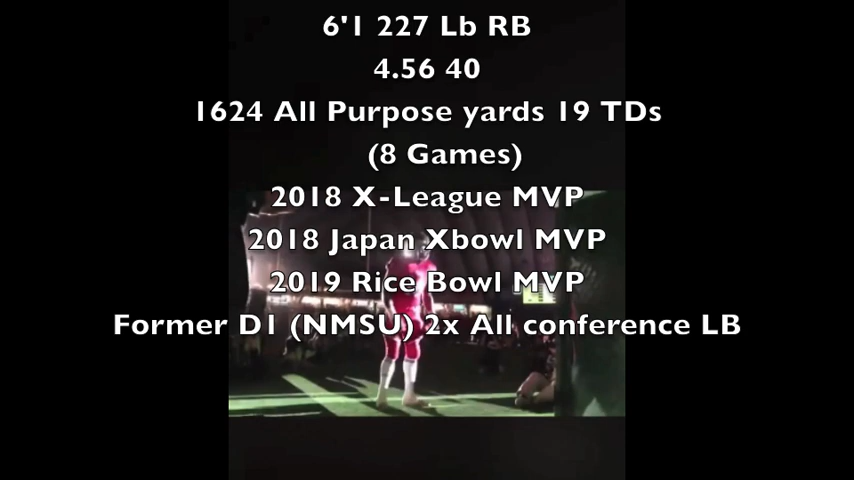 6'1 227 Lb RB
4.56 40
1624 All Purpose yards 19 TDs
(8 Games)
2018 X-League MVP
2018 Japan Xbowl MVP
2019 Rice Bowl MVP
Former D1 (NMSU) 2x All conference LB